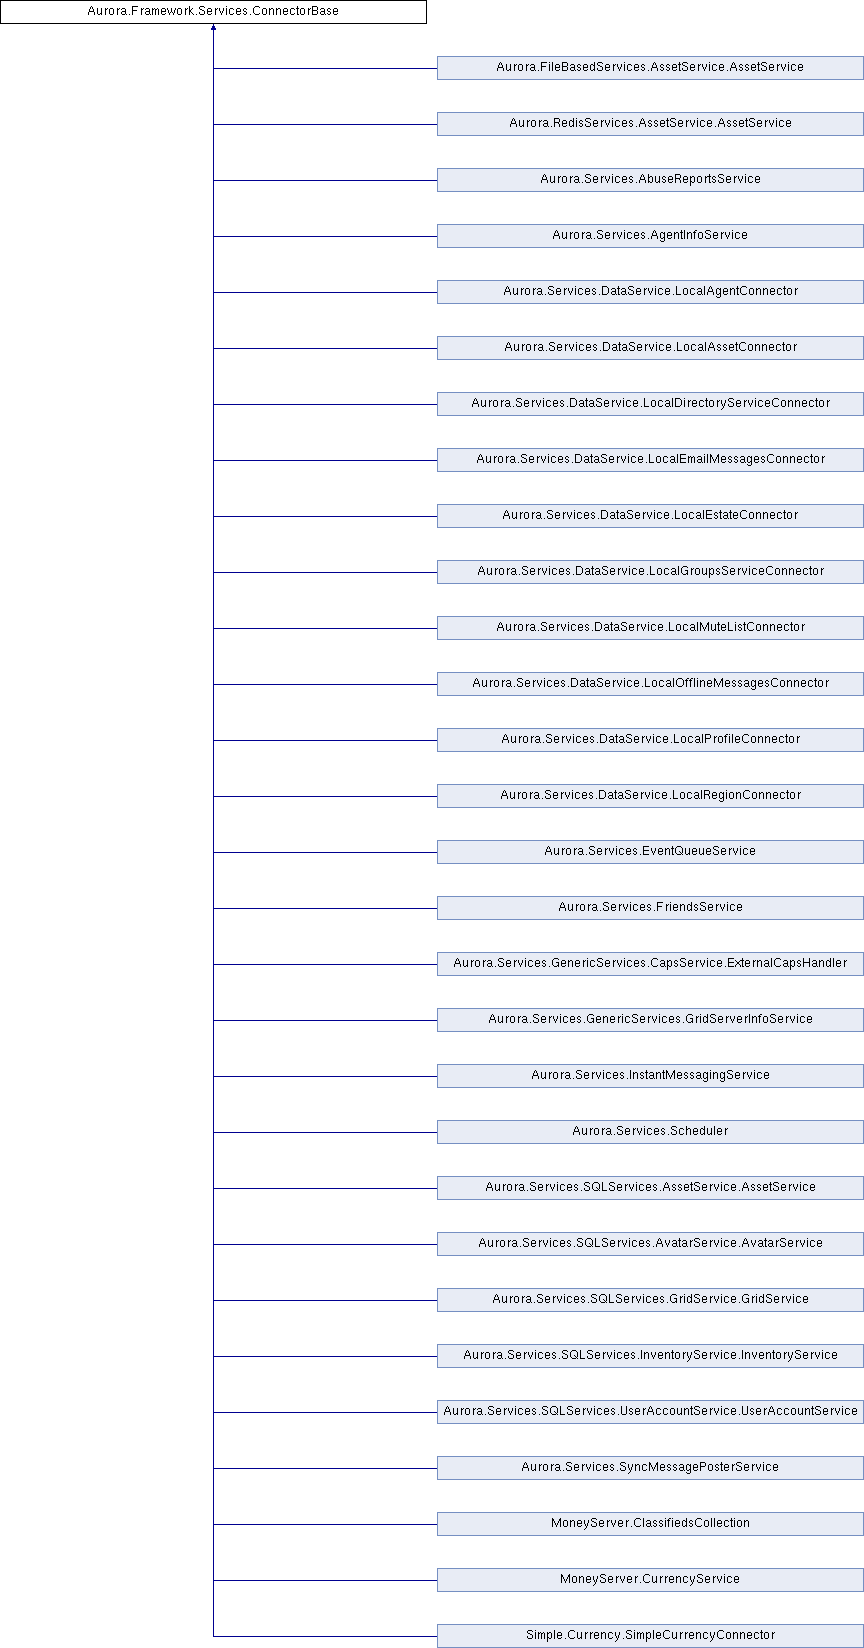 Aurora.Framework.Services.ConnectorBase
Aurora.FileBasedServices.AssetService.AssetService
Aurora.RedisServices.AssetService.AssetService
Aurora.Services.AbuseReportsService
Aurora.Services.AgentInfoService
Aurora.Services.DataService.LocalAgentConnector
Aurora.Services.DataService.LocalAssetConnector
Aurora.Services.DataService.LocalDirectoryServiceConnector
Aurora.Services.DataService.LocalEmailMessagesConnector
Aurora.Services.DataService.LocalEstateConnector
Aurora.Services.DataService.LocalGroupsServiceConnector
Aurora.Services.DataService.LocalMuteListConnector
Aurora.Services.DataService.LocalOfflineMessagesConnector
Aurora.Services.DataService.LocalProfileConnector
Aurora.Services.DataService.LocalRegionConnector
Aurora.Services.EventQueueService
Aurora.Services.FriendsService
Aurora.Services.GenericServices.CapsService.ExternalCapsHandler
Aurora.Services.GenericServices.GridServerInfoService
Aurora.Services.InstantMessagingService
Aurora.Services.Scheduler
Aurora.Services.SQLServices.AssetService.AssetService
Aurora.Services.SQLServices.AvatarService.AvatarService
Aurora.Services.SQLServices.GridService.GridService
Aurora.Services.SQLServices.InventoryService.InventoryService
Aurora.Services.SQLServices.UserAccountService.UserAccountService
Aurora.Services.SyncMessagePosterService
MoneyServer.ClassifiedsCollection
MoneyServer.CurrencyService
Simple.Currency.SimpleCurrencyConnector